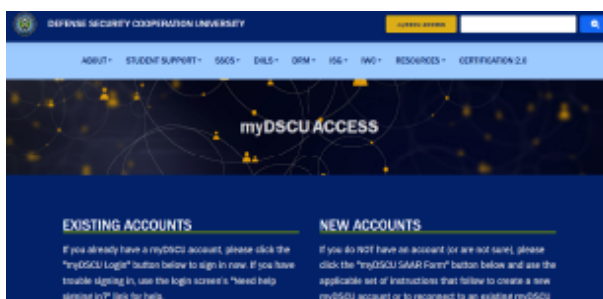 DEFENSE SECURITY COOPERATION UNIVERSITY
myDSCU ACCESS
ABOUT STUDENT SUPPORT SSCS DIILS DRM ISG IWC RESOURCES CERTIFICATION 2.0
myDSCU ACCESS
EXISTING ACCOUNTS
If you already have a myDSCU account, please click the
"myDSCU Login" button below to sign in now. If you have
trouble signing in, use the login screen's "Need help
signing in?" link for help.
NEW ACCOUNTS
If you do NOT have an account (or are not sure), please
click the "myDSCU SAAR Form" button below and use the
applicable set of instructions that follow to create a new
myDSCU account or to reconnect to an existing myDSCU